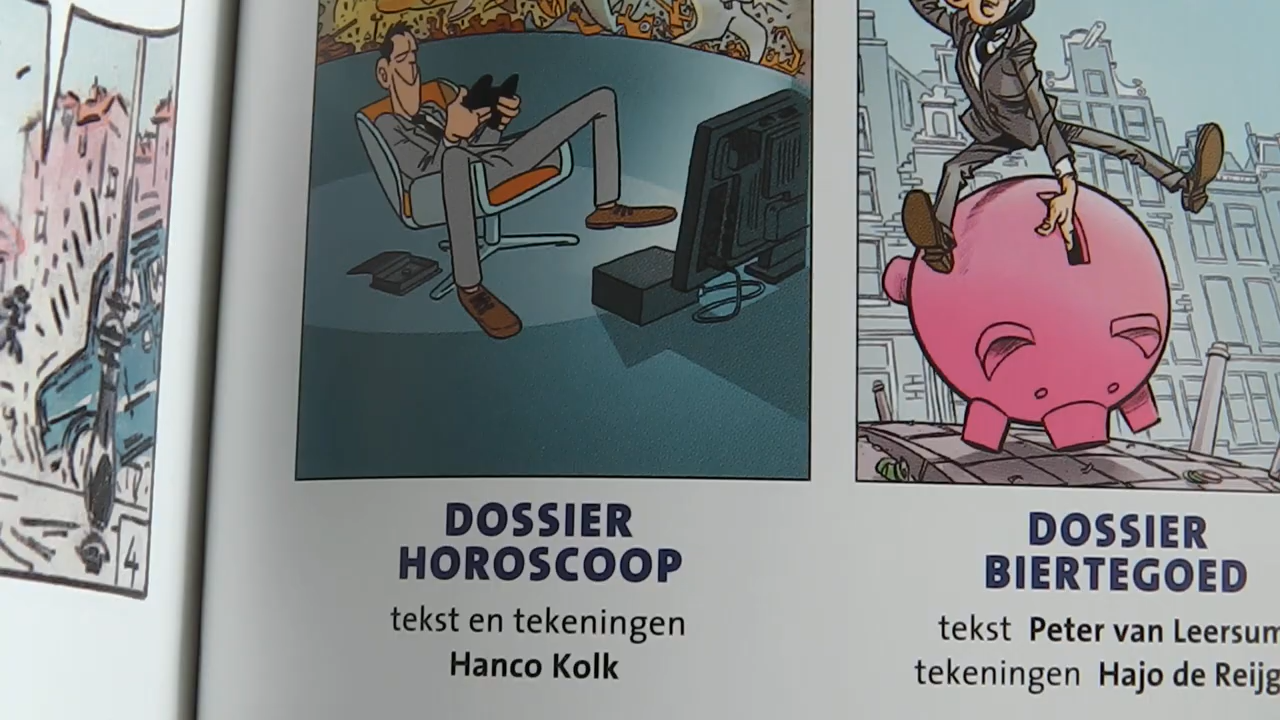 4
DOSSIER
HOROSCOOP
tekst en tekeningen
Hanco Kolk
DOSSIER
BIERTEGOED
tekst Peter van Leersum
tekeningen Hajo de Reijg